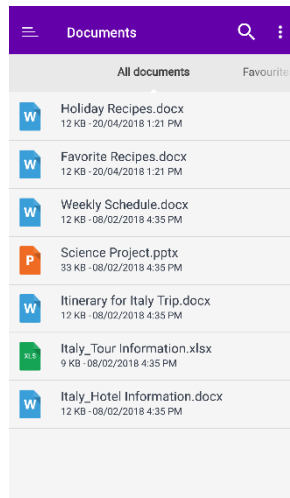 Documents
All documents
Favourite
W
Holiday Recipes.docx
12 KB - 20/04/2018 1:21 PM
W
Favorite Recipes.docx
12 KB - 20/04/2018 1:21 PM
W
Weekly Schedule.docx
12 KB - 08/02/2018 4:35 PM
P
Science Project.pptx
33 KB - 08/02/2018 4:35 PM
W
Itinerary for Italy Trip.docx
12 KB - 08/02/2018 4:35 PM
XLS
Italy_Tour Information.xlsx
9 KB - 08/02/2018 4:35 PM
W
Italy_Hotel Information.docx
12 KB - 08/02/2018 4:35 PM